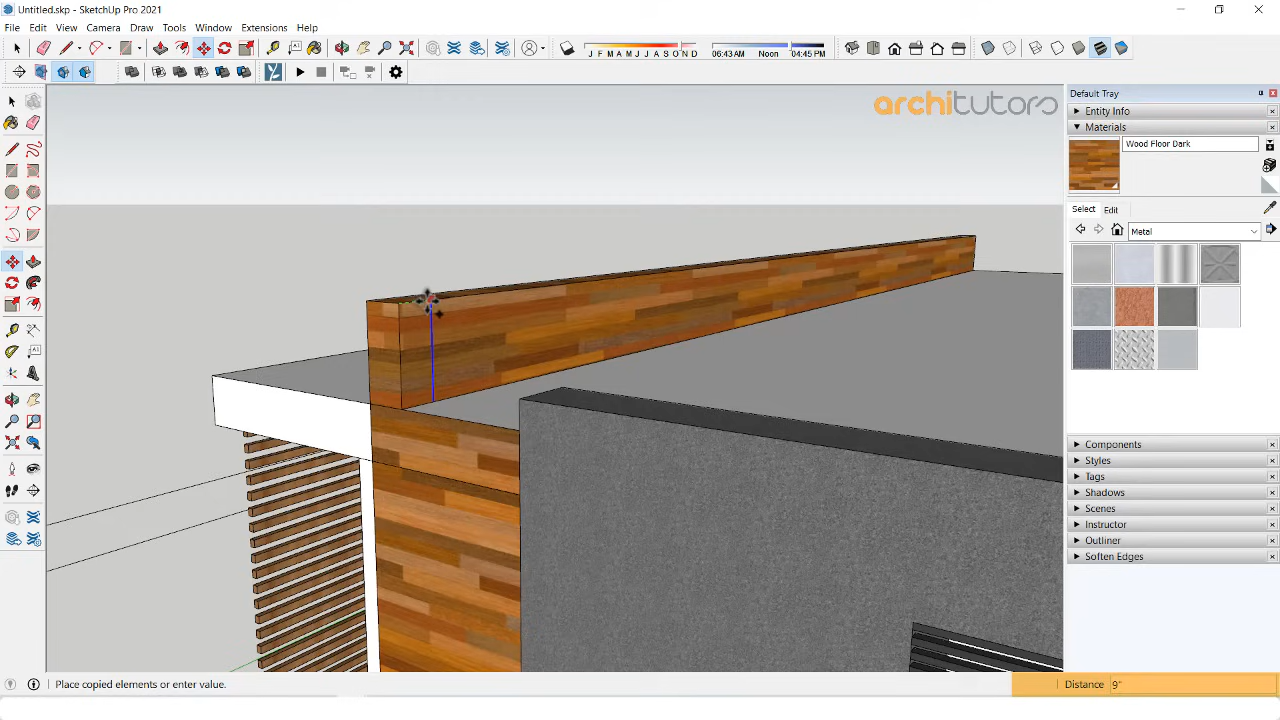 Untitled.skp - SketchUp Pro 2021
File Edit View Camera Draw Tools Window Extensions Help
J F M A M J J A S O N D 06:43 AM Noon 04:45 PM
architutors
Default Tray
Entity Info
Materials
Wood Floor Dark
Select Edit
Metal
Components
Styles
Tags
Shadows
Scenes
Instructor
Outliner
Soften Edges
Place copied elements or enter value.
Distance 9"